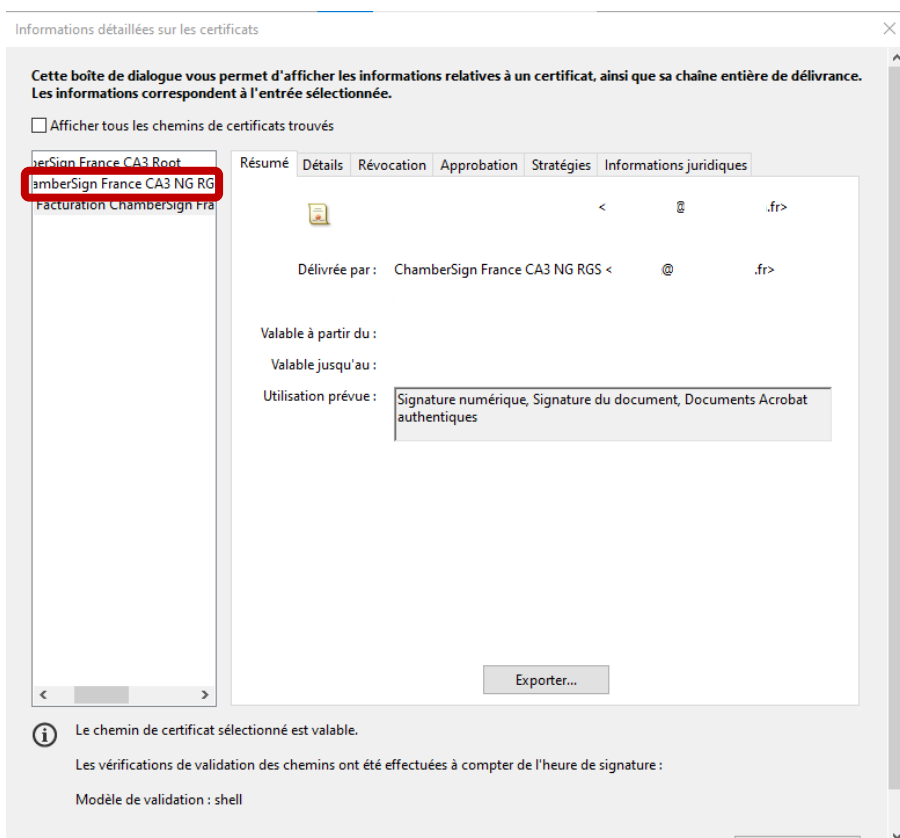 Informations détaillées sur les certificats
Cette boîte de dialogue vous permet d'afficher les informations relatives à un certificat, ainsi que sa chaîne entière de délivrance.
Les informations correspondent à l'entrée sélectionnée.
Afficher tous les chemins de certificats trouvés
perSign France CA3 Root
amberSign France CA3 NG RG
Facturation ChamberSign Fra
Résumé Détails Révocation Approbation Stratégies Informations juridiques
< @ .fr>
Délivrée par : ChamberSign France CA3 NG RGS < @ .fr>
Valable à partir du :
Valable jusqu'au :
Utilisation prévue : Signature numérique, Signature du document, Documents Acrobat
authentiques
Exporter...
Le chemin de certificat sélectionné est valable.
Les vérifications de validation des chemins ont été effectuées à compter de l'heure de signature :
Modèle de validation : shell